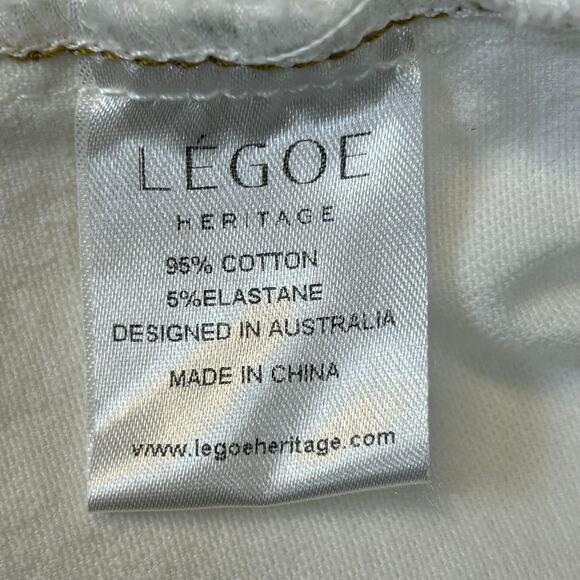 LÉGOE
HERITAGE
95% COTTON
5%ELASTANE
DESIGNED IN AUSTRALIA
MADE IN CHINA
www.legoeheritage.com